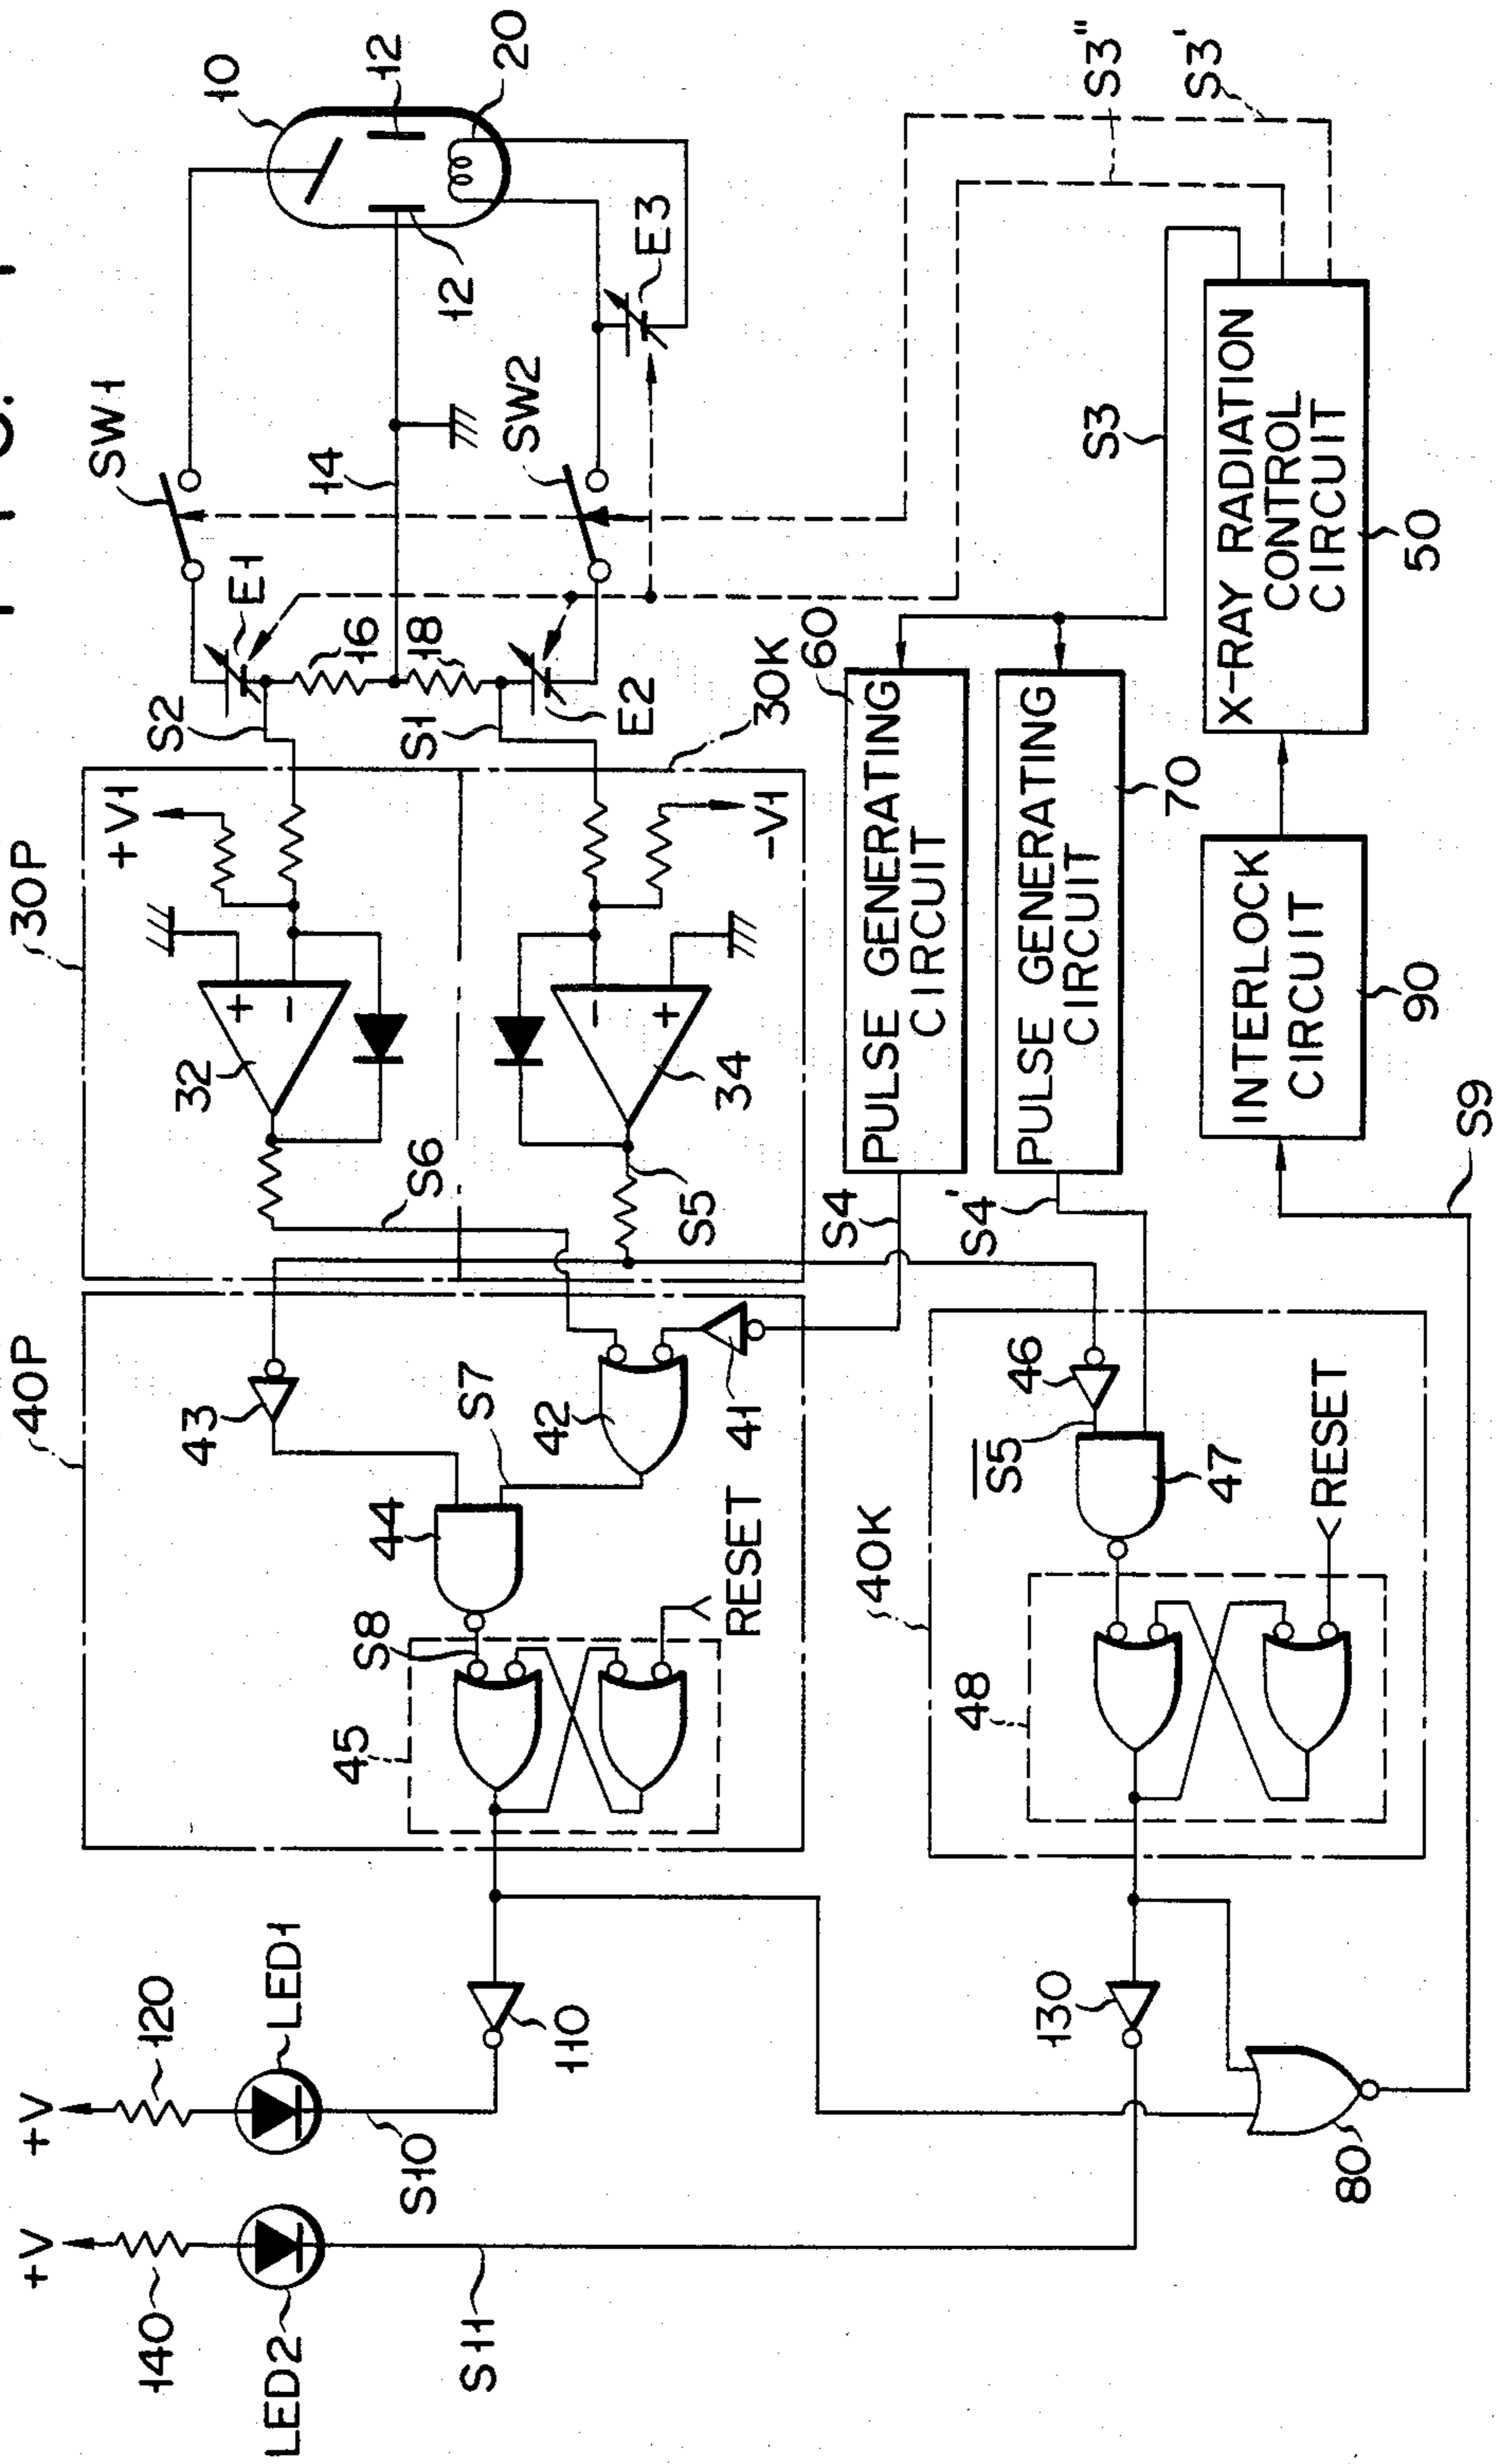 FIG. 1
SW1
10
12
20
12
14
E1
16
18
S2
S1
E2
SW2
E3
S3"
S3'
S3
30P
+V1
32
S6
30K
-V1
34
S5
60
PULSE GENERATING
CIRCUIT
S4
PULSE GENERATING
CIRCUIT
70
S4'
X-RAY RADIATION
CONTROL
CIRCUIT
50
INTERLOCK
CIRCUIT
90
S9
40P
43
S7
42
41
44
S8
45
RESET
40K
46
S5
47
48
RESET
+V
120
LED1
S10
110
+V
140
LED2
S11
130
80